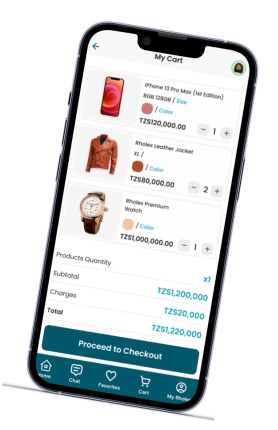 My Cart
iPhone 13 Pro Max (1st Edition)
8GB 128GB / Size
/ Color
TZS120,000.00
− 1 +
Rholex Leather Jacket
XL /
/ Color
TZS80,000.00
− 2 +
Rholex Premium
Watch
/ Color
TZS1,000,000.00
− 1 +
Products Quantity
x1
Subtotal
TZS1,200,000
Charges
TZS20,000
Total
TZS1,220,000
Proceed to Checkout
Home
Chat
Favorites
Cart